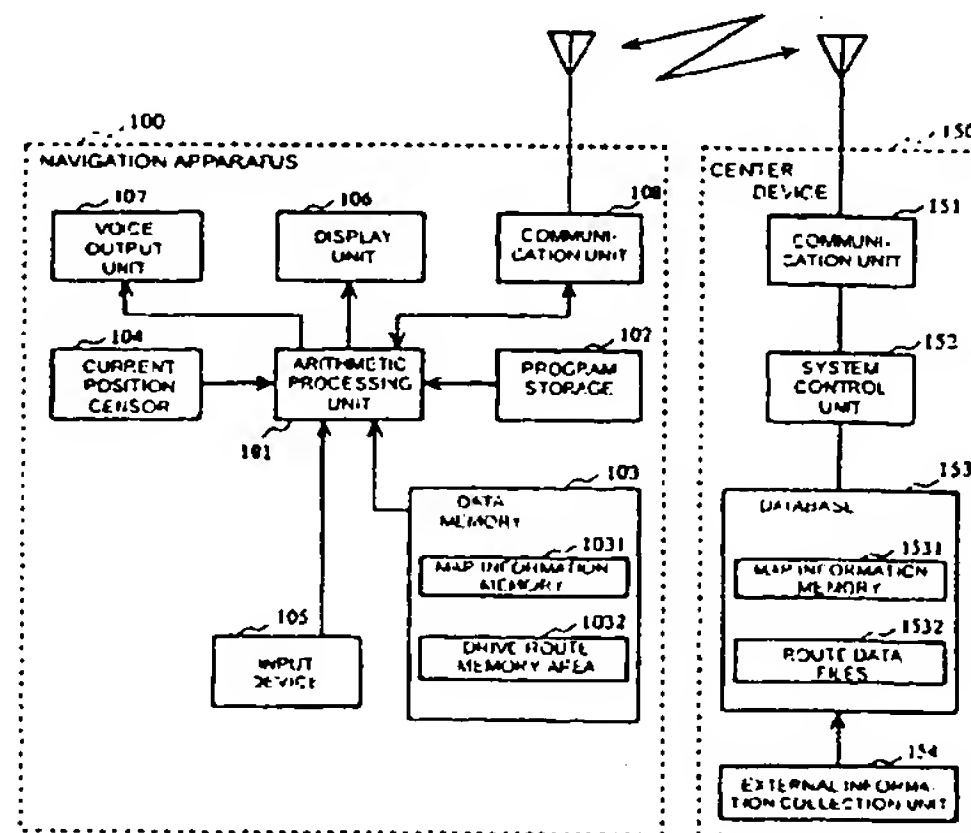 100
150
NAVIGATION APPARATUS
CENTER
DEVICE
107
VOICE
OUTPUT
UNIT
106
DISPLAY
UNIT
108
COMMUNI-
CATION UNIT
151
COMMUNI-
CATION UNIT
104
CURRENT
POSITION
CENSOR
ARITHMETIC
PROCESSING
UNIT
101
102
PROGRAM
STORAGE
152
SYSTEM
CONTROL
UNIT
103
DATA
MEMORY
1031
MAP INFORMATION
MEMORY
1032
DRIVE ROUTE
MEMORY AREA
105
INPUT
DEVICE
153
DATABASE
1531
MAP INFORMATION
MEMORY
1532
ROUTE DATA
FILES
154
EXTERNAL INFORMA-
TION COLLECTION UNIT